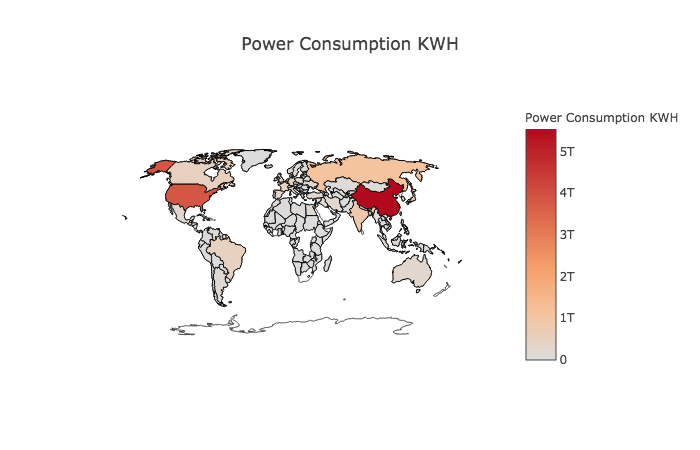 Power Consumption KWH
Power Consumption KWH
5T
4T
3T
2T
1T
0